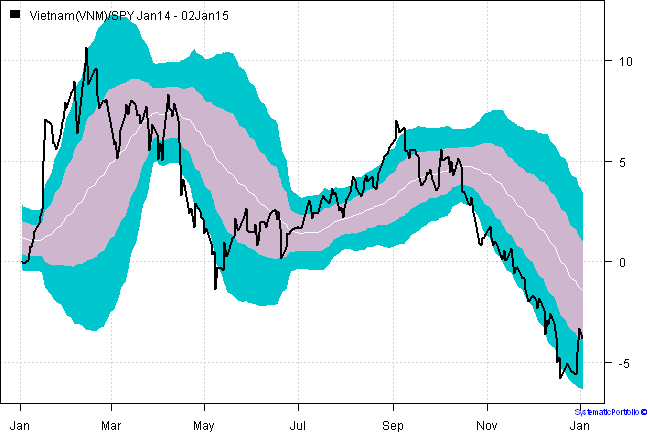 Vietnam(VNM)/SPY Jan14 - 02Jan15
10
5
0
-5
Jan
Mar
May
Jul
Sep
Nov
Jan
SystematicPortfolio ©